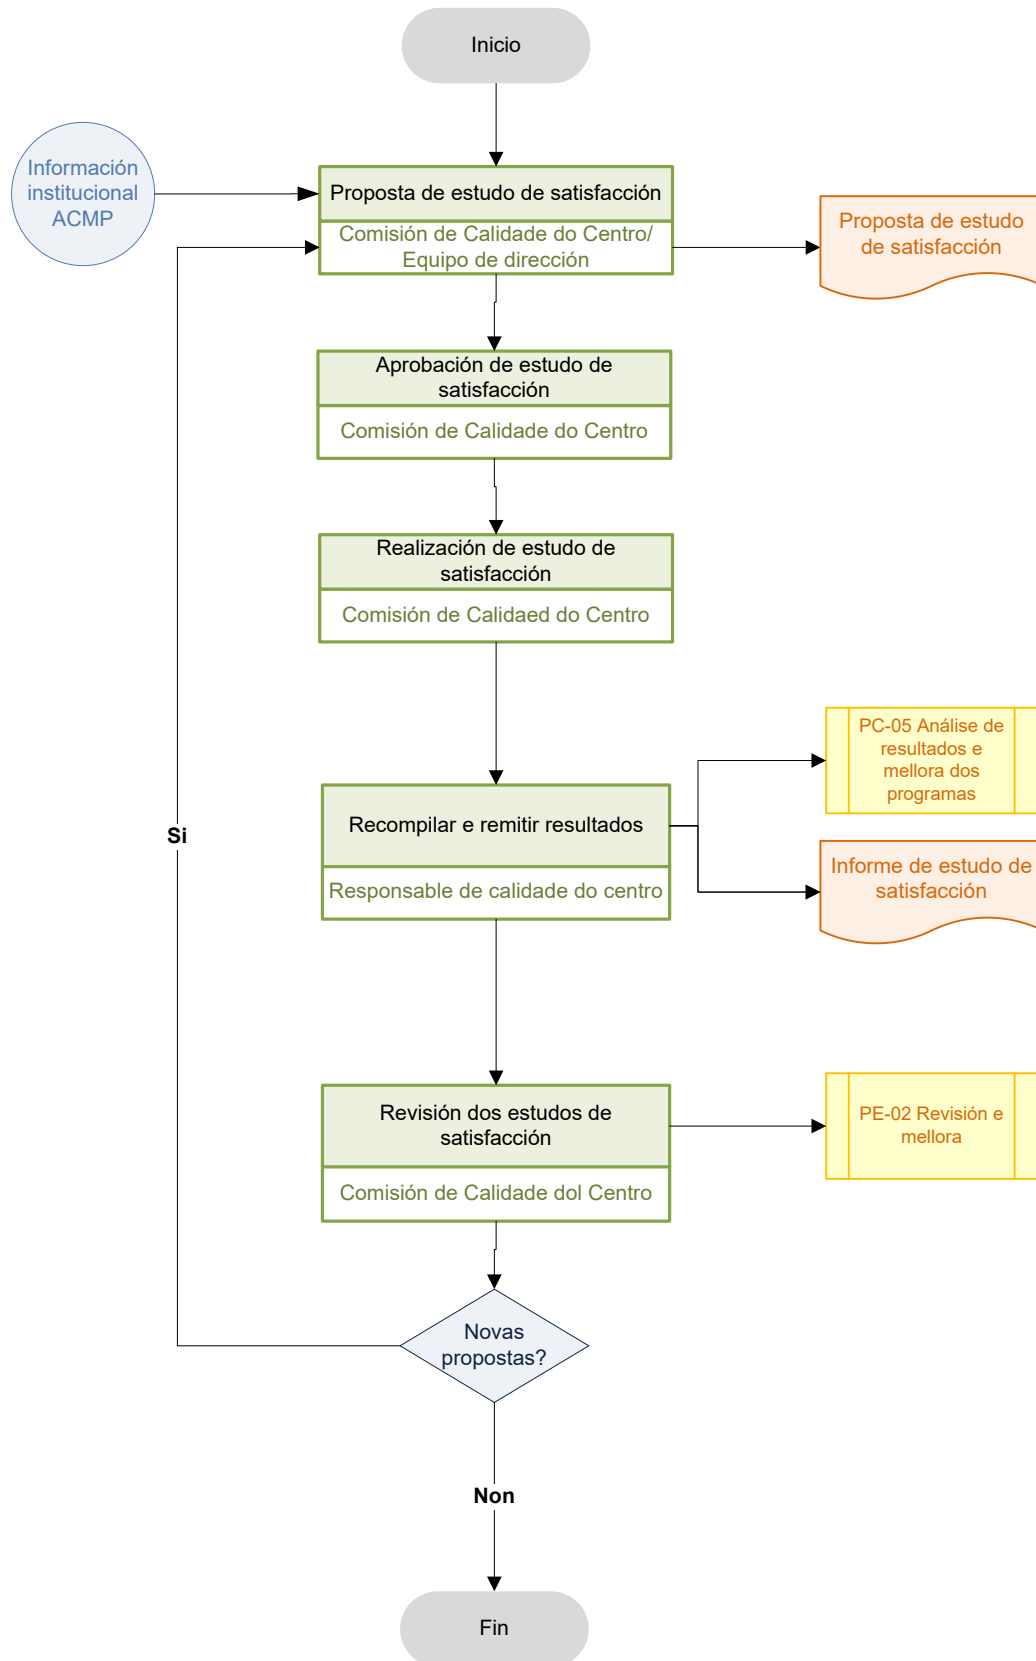 Inicio
Información
institucional
ACMP
Proposta de estudo de satisfacción
Comisión de Calidade do Centro/
Equipo de dirección
Proposta de estudo
de satisfacción
Aprobación de estudo de
satisfacción
Comisión de Calidade do Centro
Realización de estudo de
satisfacción
Comisión de Calidaed do Centro
PC-05 Análise de
resultados e
mellora dos
programas
Recompilar e remitir resultados
Responsable de calidade do centro
Informe de estudo de
satisfacción
Si
Revisión dos estudos de
satisfacción
Comisión de Calidade dol Centro
PE-02 Revisión e
mellora
Novas
propostas?
Non
Fin